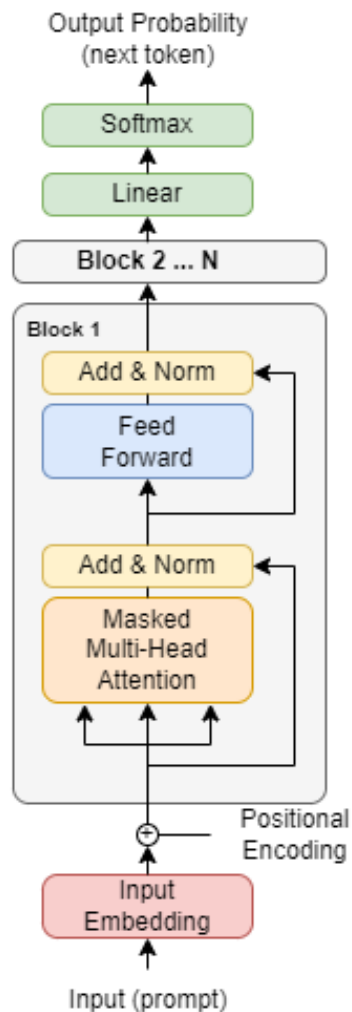 Output Probability
(next token)
Softmax
Linear
Block 2 ... N
Block 1
Add & Norm
Feed
Forward
Add & Norm
Masked
Multi-Head
Attention
Positional
Encoding
Input
Embedding
Input (prompt)